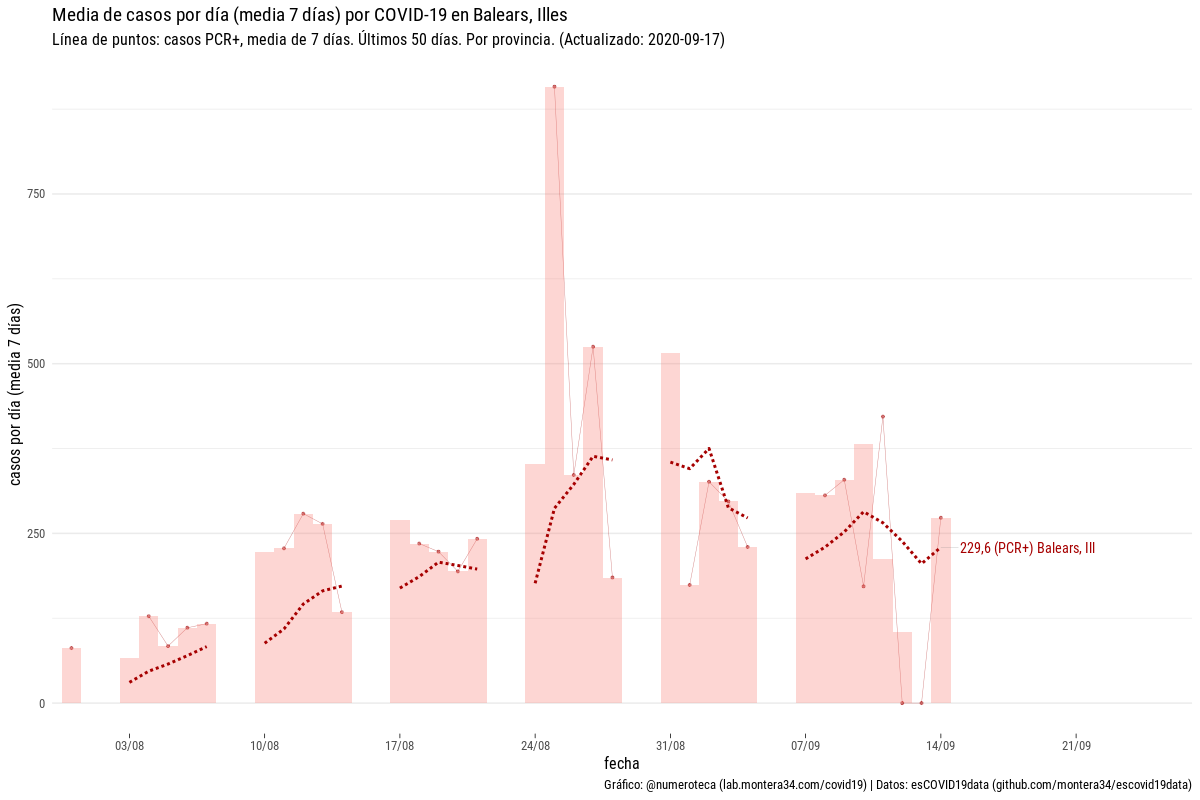 Media de casos por día (media 7 días) por COVID-19 en Balears, Illes
Línea de puntos: casos PCR+, media de 7 días. Últimos 50 días. Por provincia. (Actualizado: 2020-09-17)
casos por día (media 7 días)
750
500
250
0
229,6 (PCR+) Balears, Ill
03/08
10/08
17/08
24/08
31/08
07/09
14/09
21/09
fecha
Gráfico: @numeroteca (lab.montera34.com/covid19) | Datos: esCOVID19data (github.com/montera34/escovid19data)